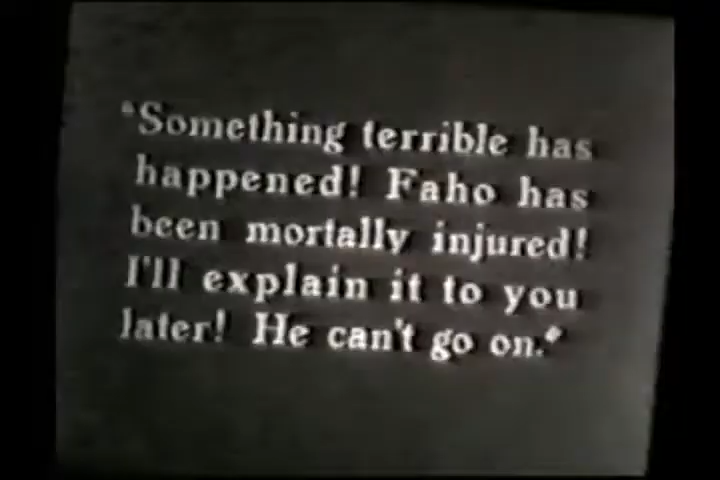 "Something terrible has
happened! Faho has
been mortally injured!
I'll explain it to you
later! He can't go on."